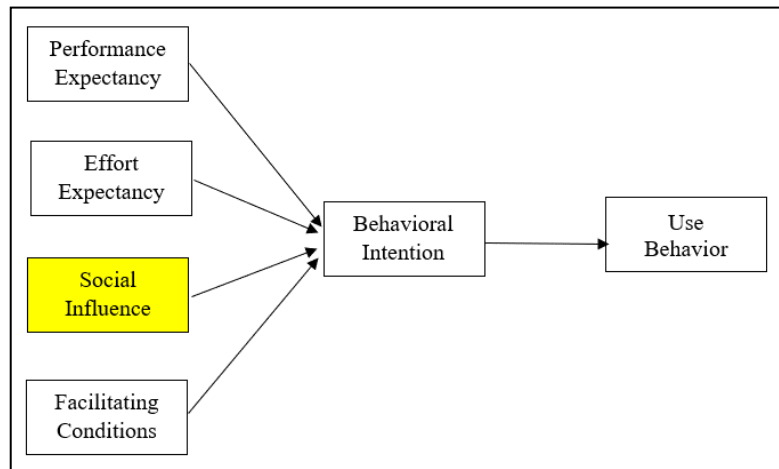 Performance
Expectancy
Effort
Expectancy
Social
Influence
Facilitating
Conditions
Behavioral
Intention
Use
Behavior